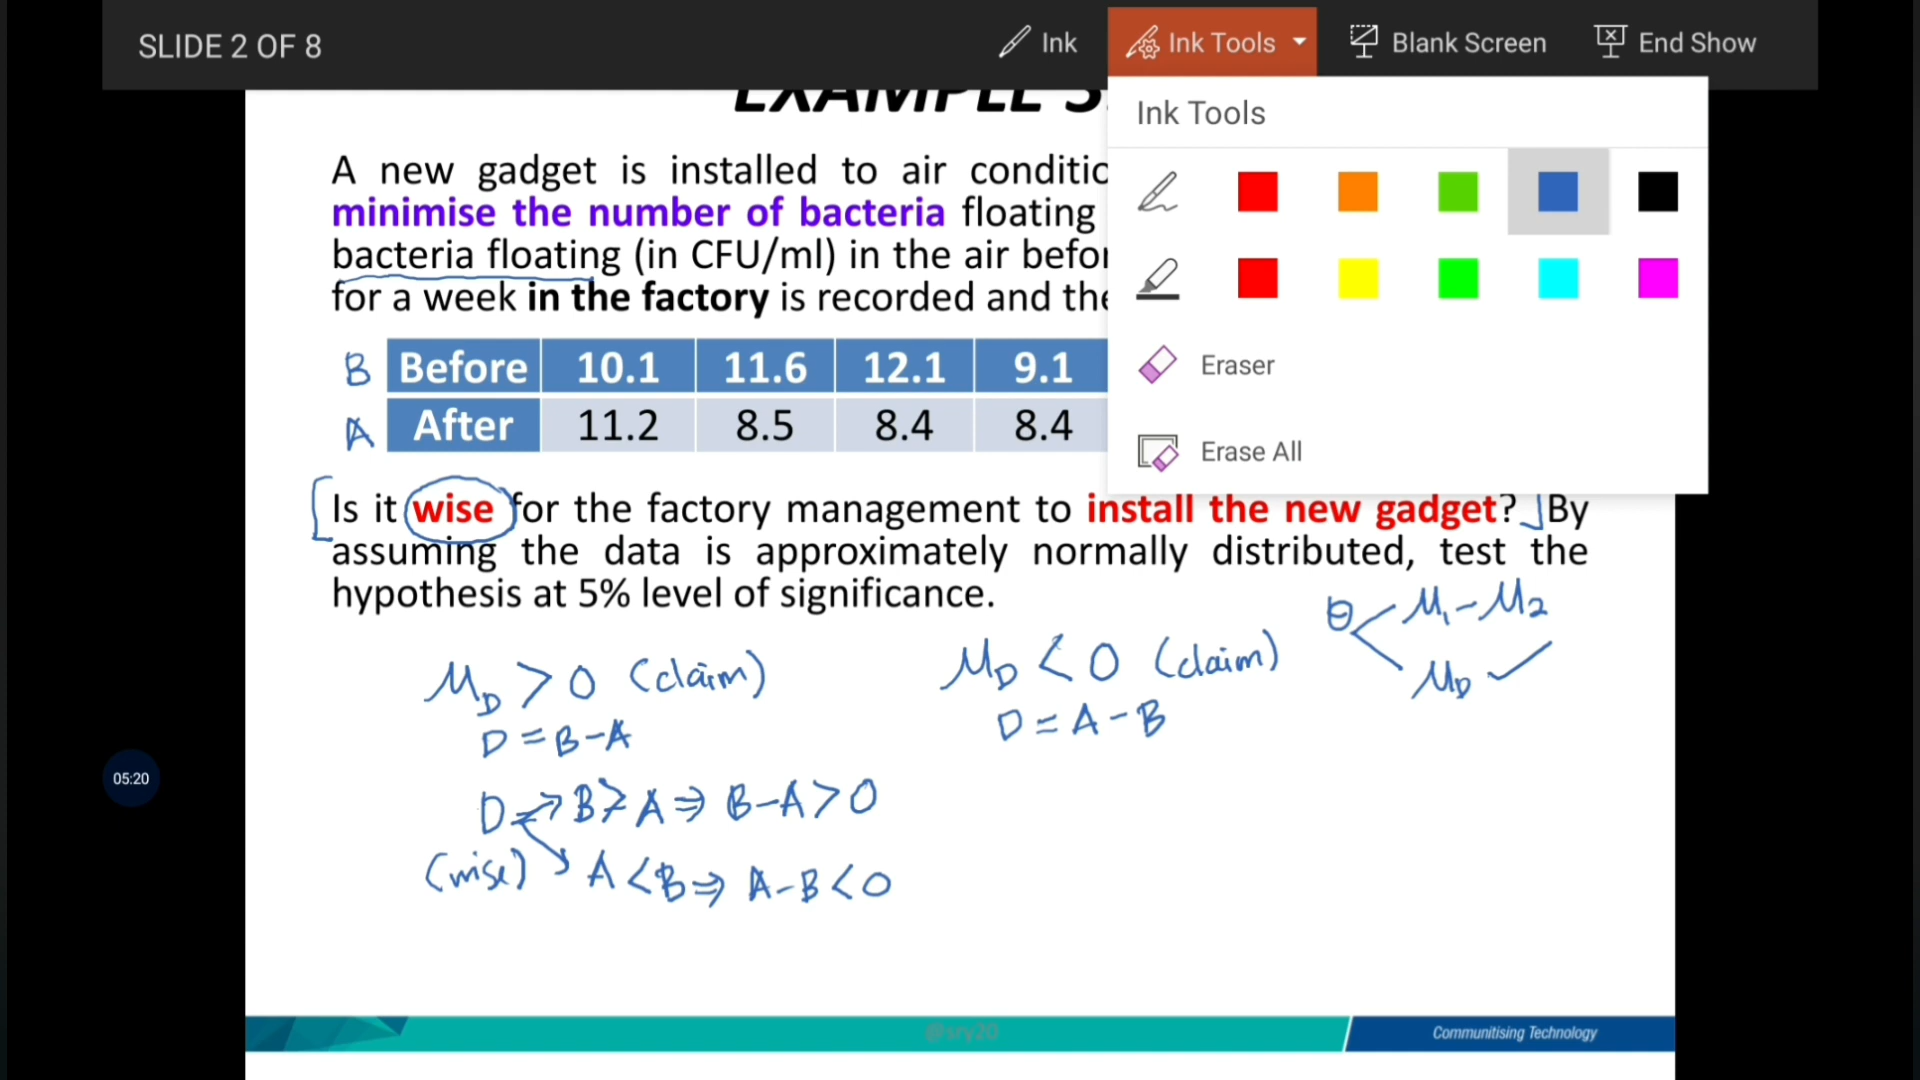 SLIDE 2 OF 8
Ink
Ink Tools
Blank Screen
End Show
Ink Tools
Eraser
Erase All
EXAMPLE
A new gadget is installed to air
minimise the number of bacteria floating
bacteria floating (in CFU/ml) in the air
for a week in the factory is recorded and
B Before 10.1 11.6 12.1 9.1
A After 11.2 8.5 8.4 8.4
Is it wise for the factory management to install the new gadget? By
assuming the data is approximately normally distributed, test the
hypothesis at 5% level of significance.
θ < μ1-μ2
μD ✓
μD > 0 (claim)
D = B-A
μD < 0 (claim)
D = A-B
D B > A ⇒ B-A > 0
(wise) A < B ⇒ A-B < 0
05:20
@sry20
Communitising Technology